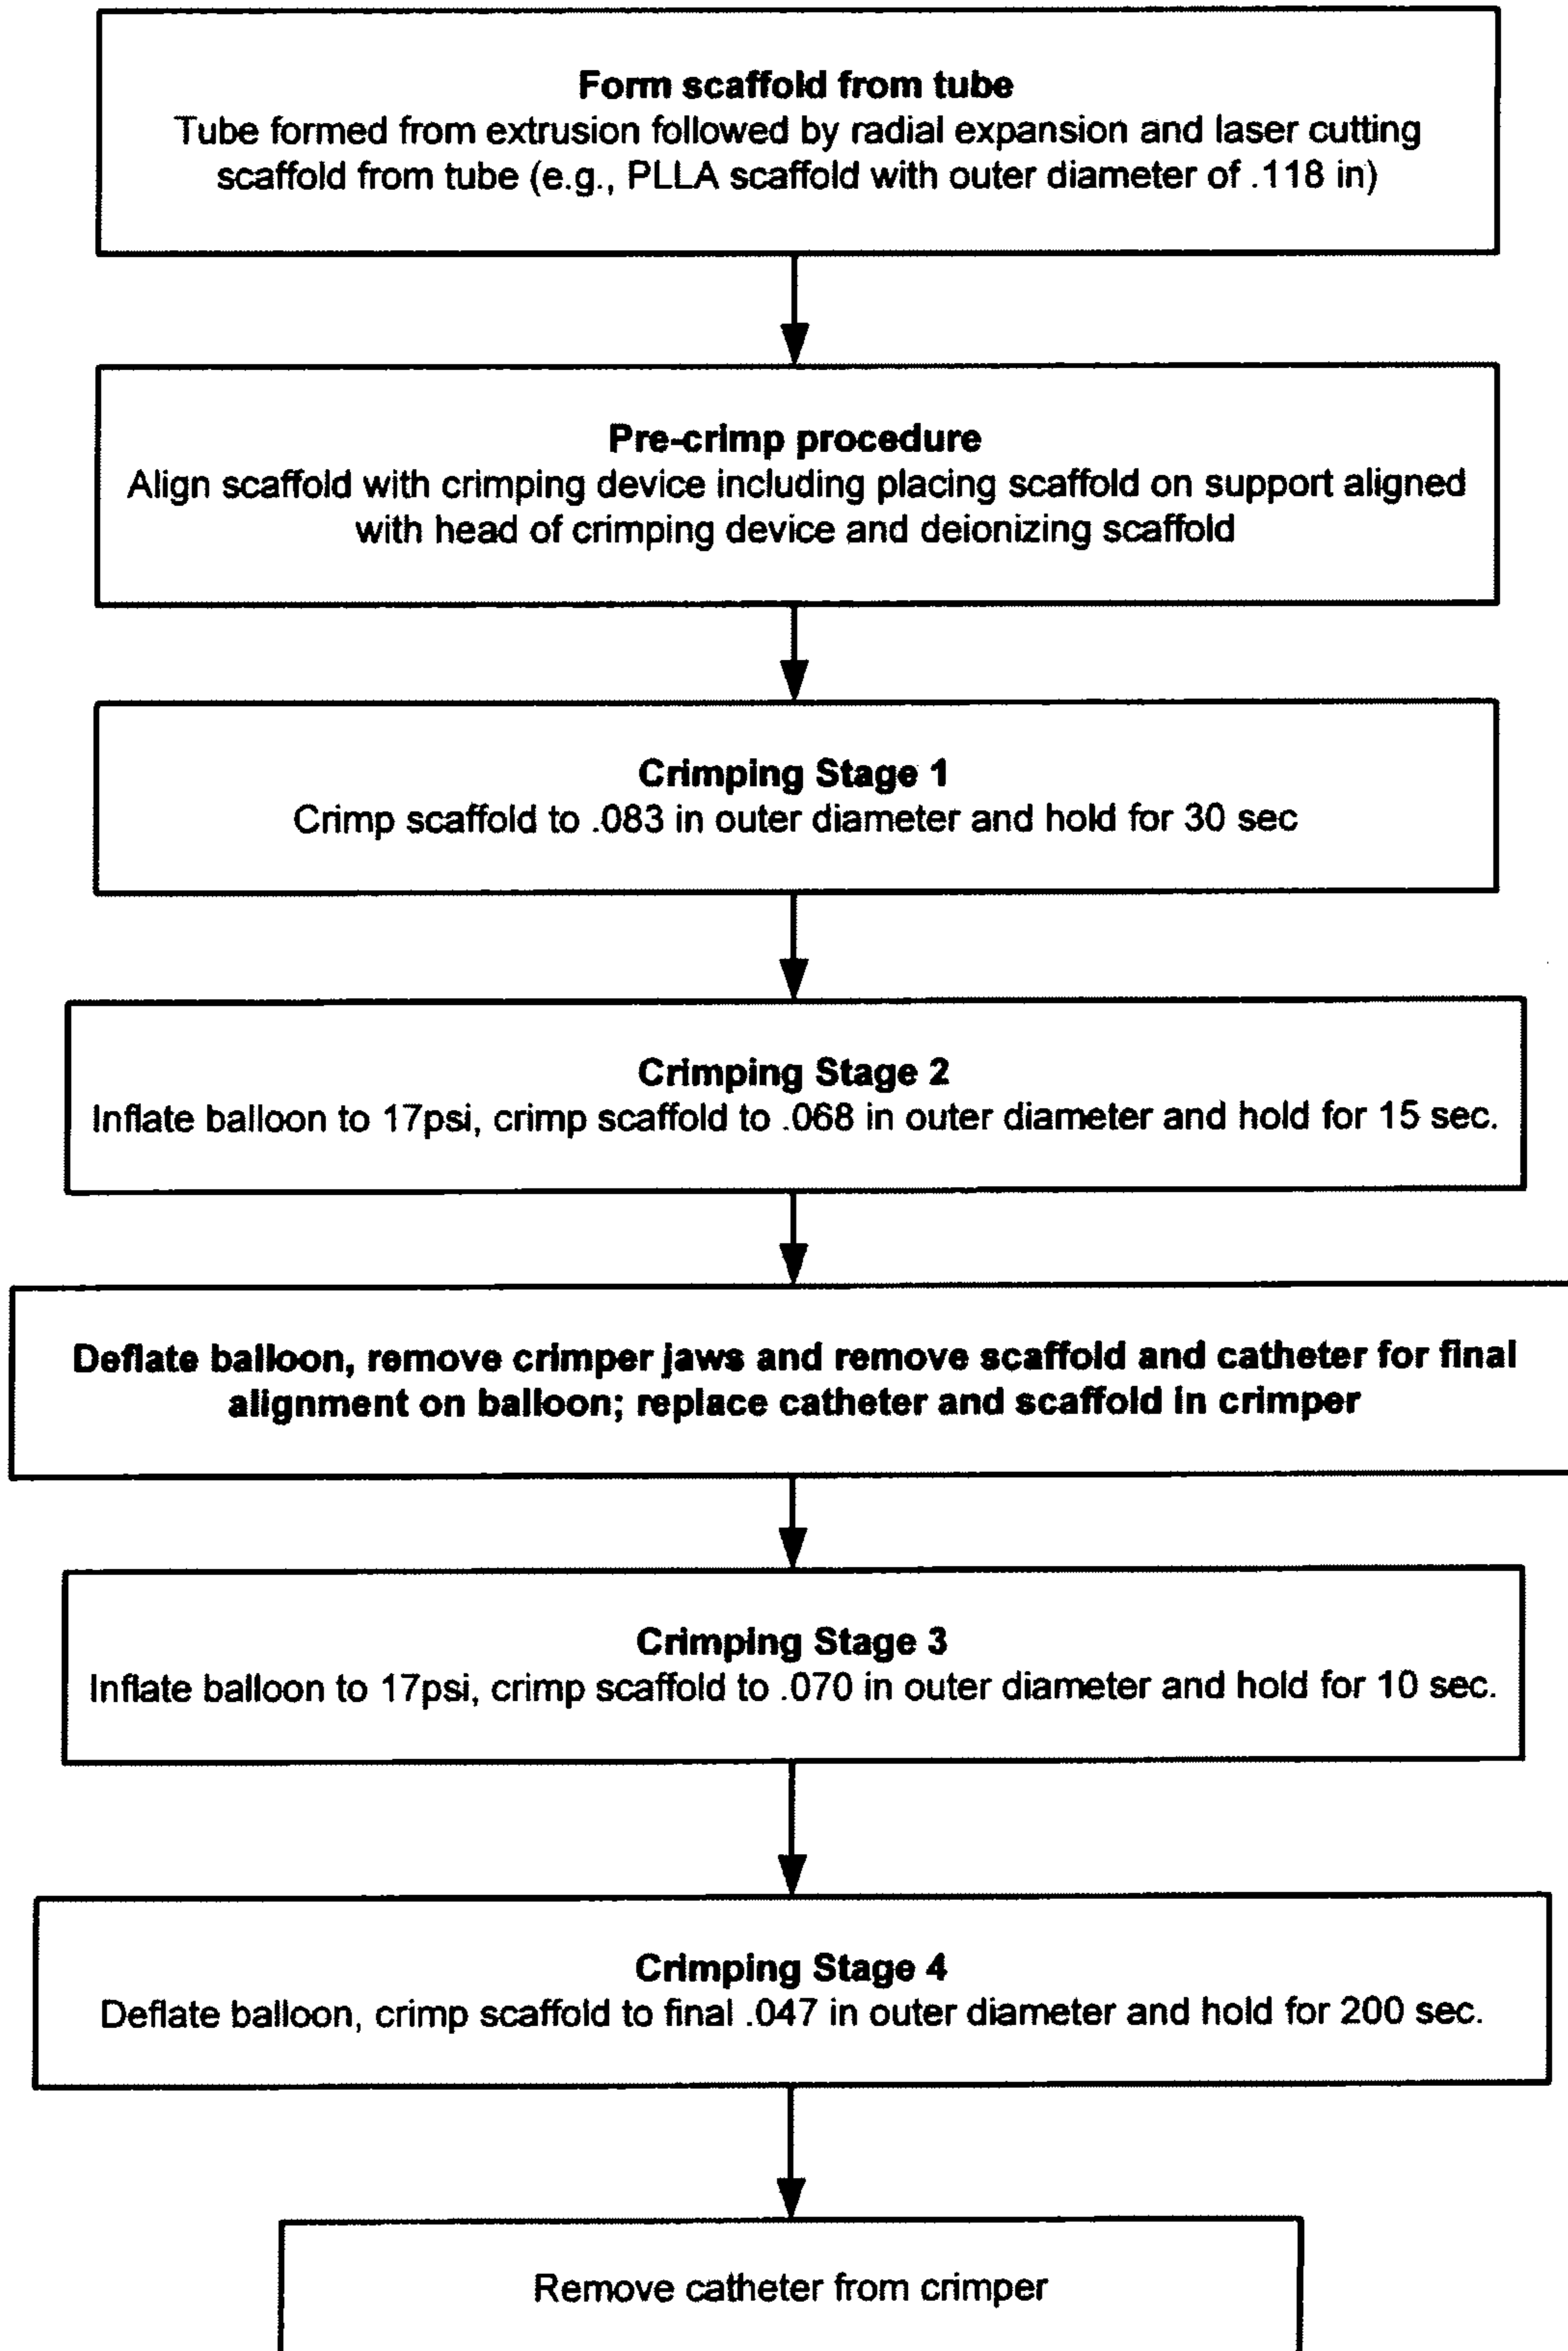 Form scaffold from tube
Tube formed from extrusion followed by radial expansion and laser cutting
scaffold from tube (e.g., PLLA scaffold with outer diameter of .118 in)
Pre-crimp procedure
Align scaffold with crimping device including placing scaffold on support aligned
with head of crimping device and deionizing scaffold
Crimping Stage 1
Crimp scaffold to .083 in outer diameter and hold for 30 sec
Crimping Stage 2
Inflate balloon to 17psi, crimp scaffold to .068 in outer diameter and hold for 15 sec.
Deflate balloon, remove crimper jaws and remove scaffold and catheter for final
alignment on balloon; replace catheter and scaffold in crimper
Crimping Stage 3
Inflate balloon to 17psi, crimp scaffold to .070 in outer diameter and hold for 10 sec.
Crimping Stage 4
Deflate balloon, crimp scaffold to final .047 in outer diameter and hold for 200 sec.
Remove catheter from crimper